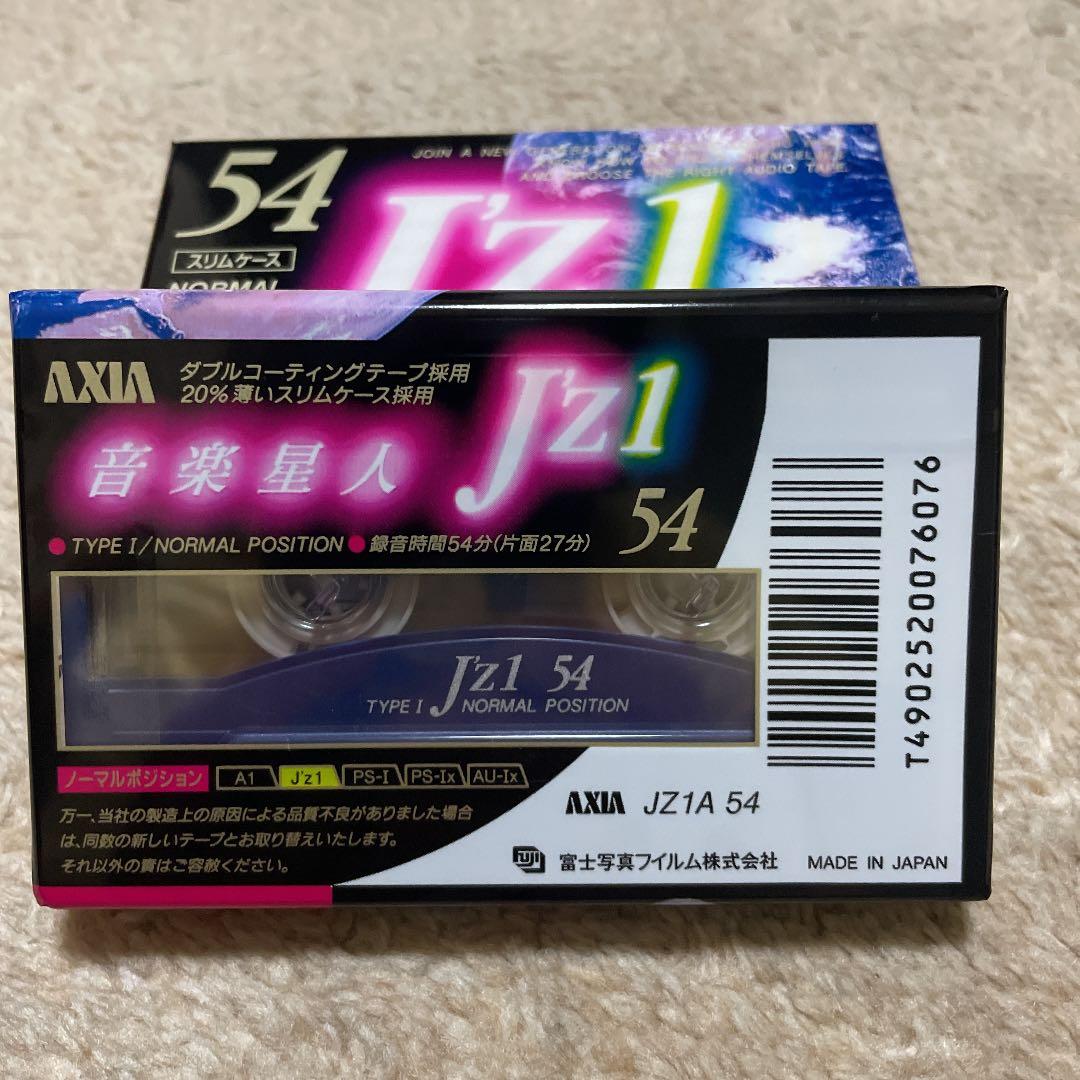 54
JOIN A NEW GENERATION
AND CHOOSE THE RIGHT AUDIO TAPE.
スリムケース
NORMAL
J'z1
AXIA
ダブルコーティングテープ採用
20%薄いスリムケース採用
音楽星人
J'z1
54
●TYPE I/NORMAL POSITION ●録音時間54分(片面27分)
J'z1 54
TYPE I NORMAL POSITION
ノーマルポジション A1 J'z1 PS-I PS-Ix AU-Ix
万一、当社の製造上の原因による品質不良がありました場合
は、同数の新しいテープとお取り替えいたします。
それ以外の責はご容赦ください。
T4902520076076
AXIA JZ1A 54
FUJI 富士写真フイルム株式会社 MADE IN JAPAN